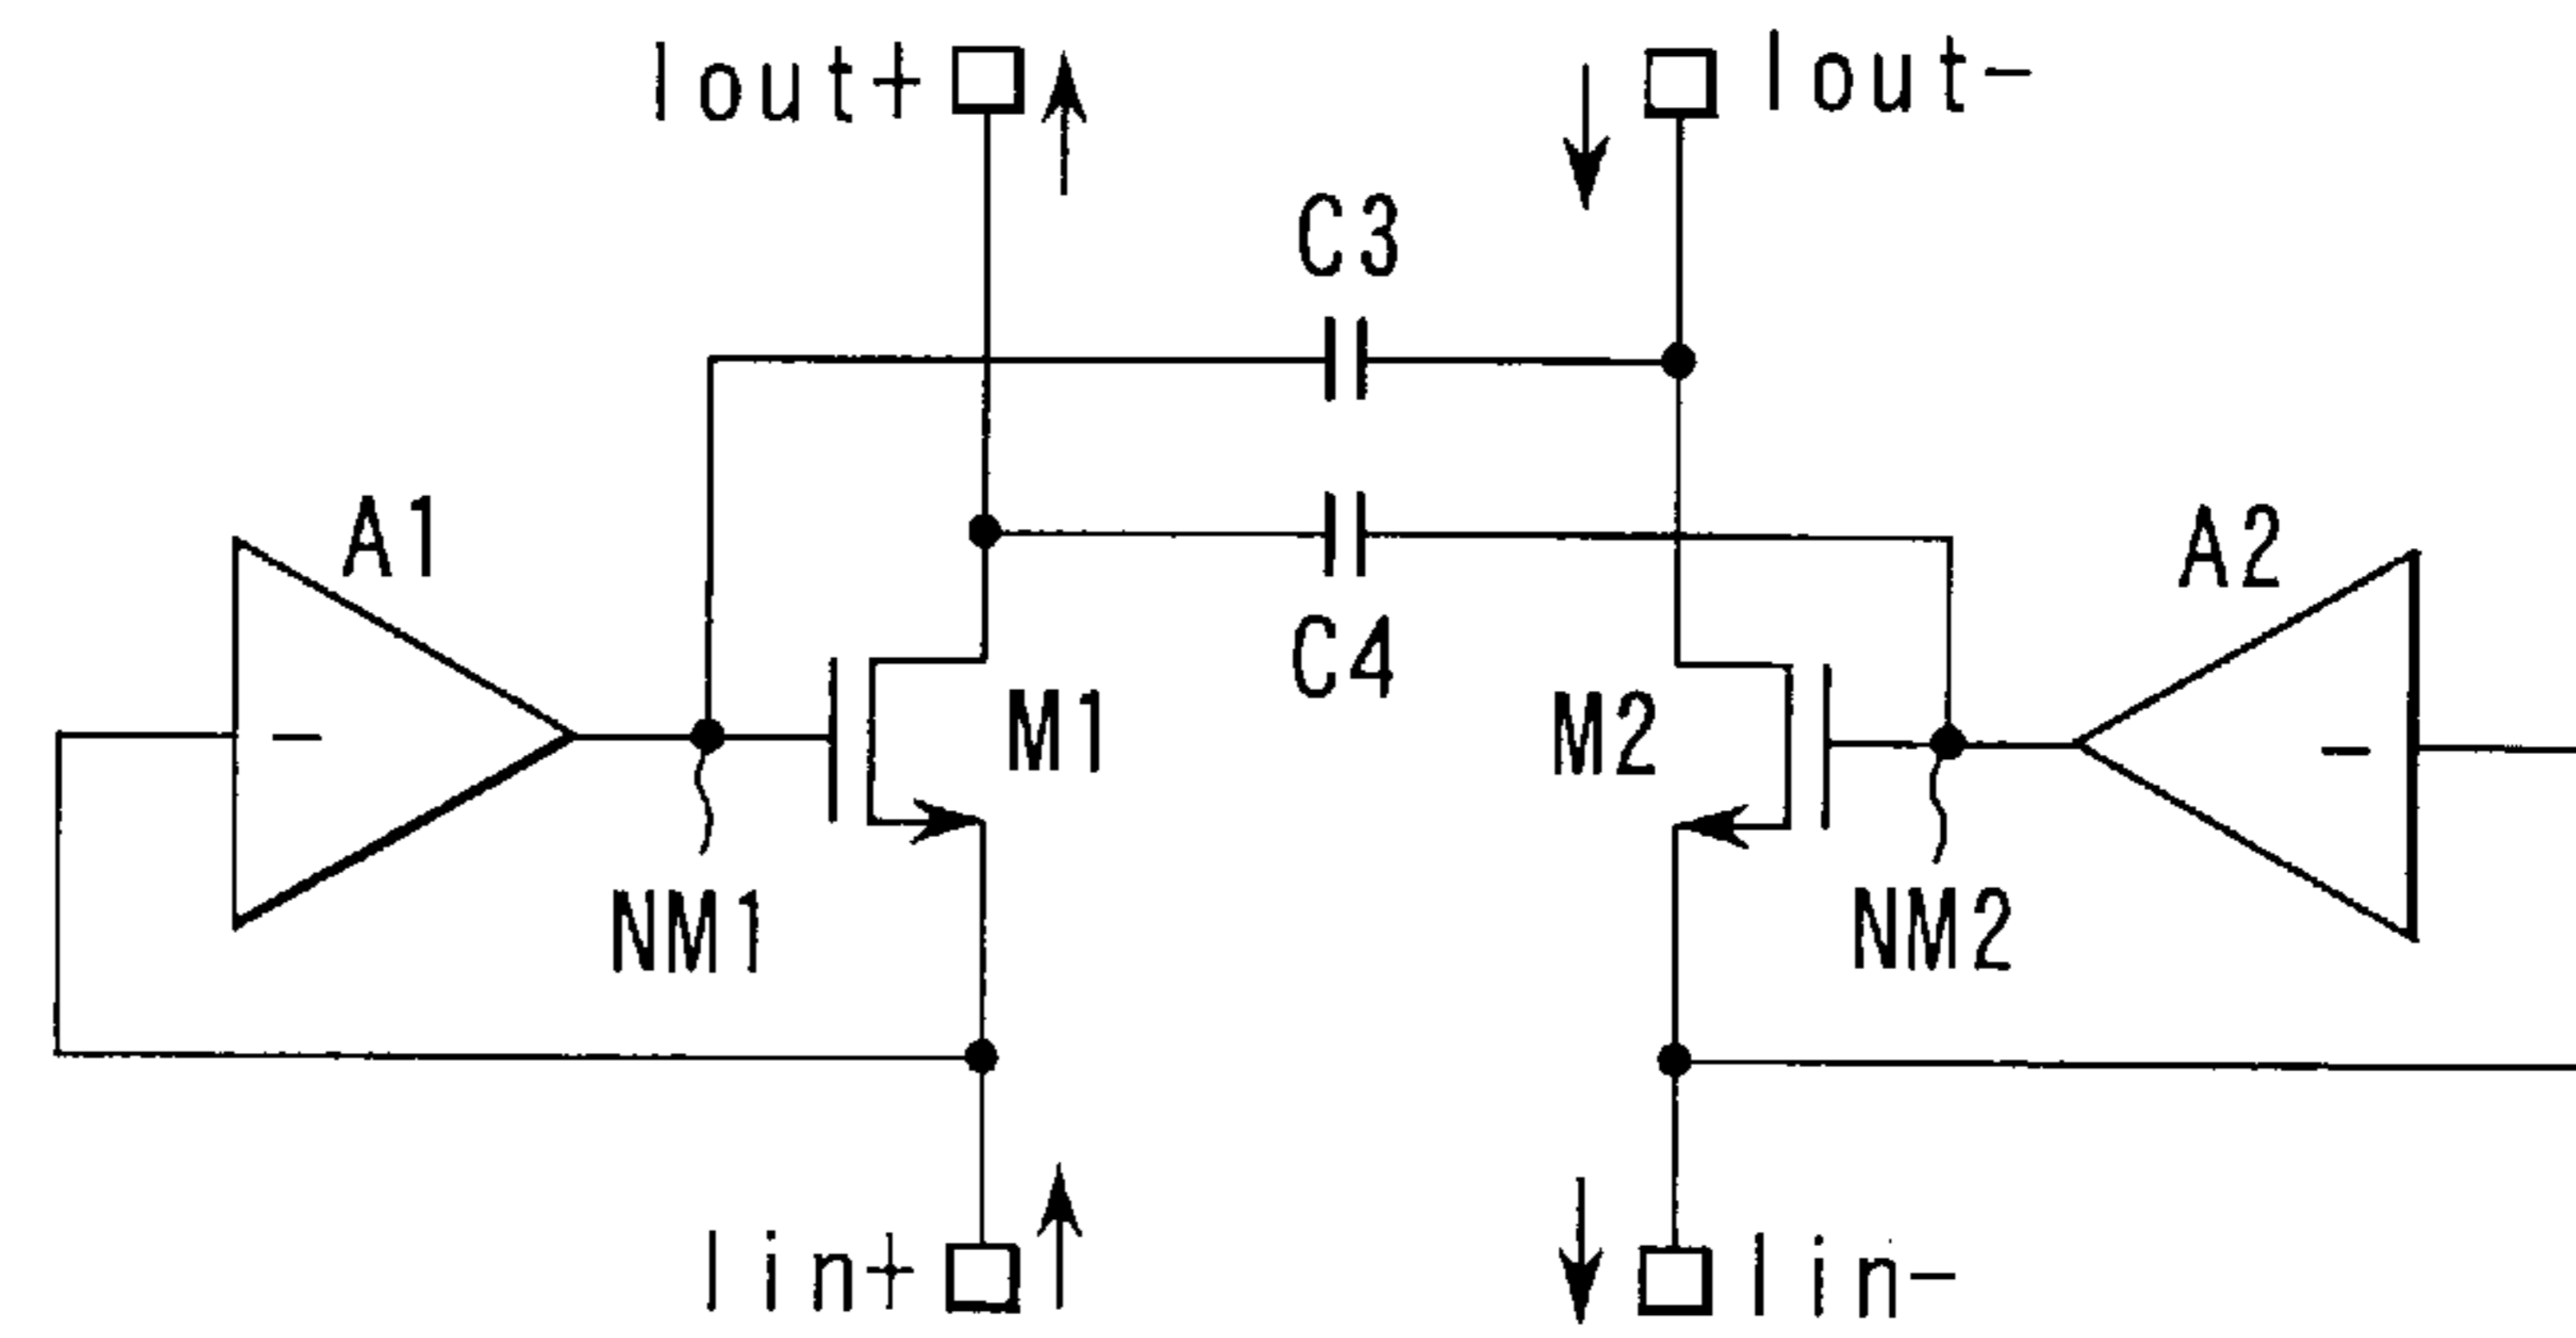 Iout+
Iout-
C3
A1
A2
C4
M1
M2
-
-
NM1
NM2
Iin+
Iin-